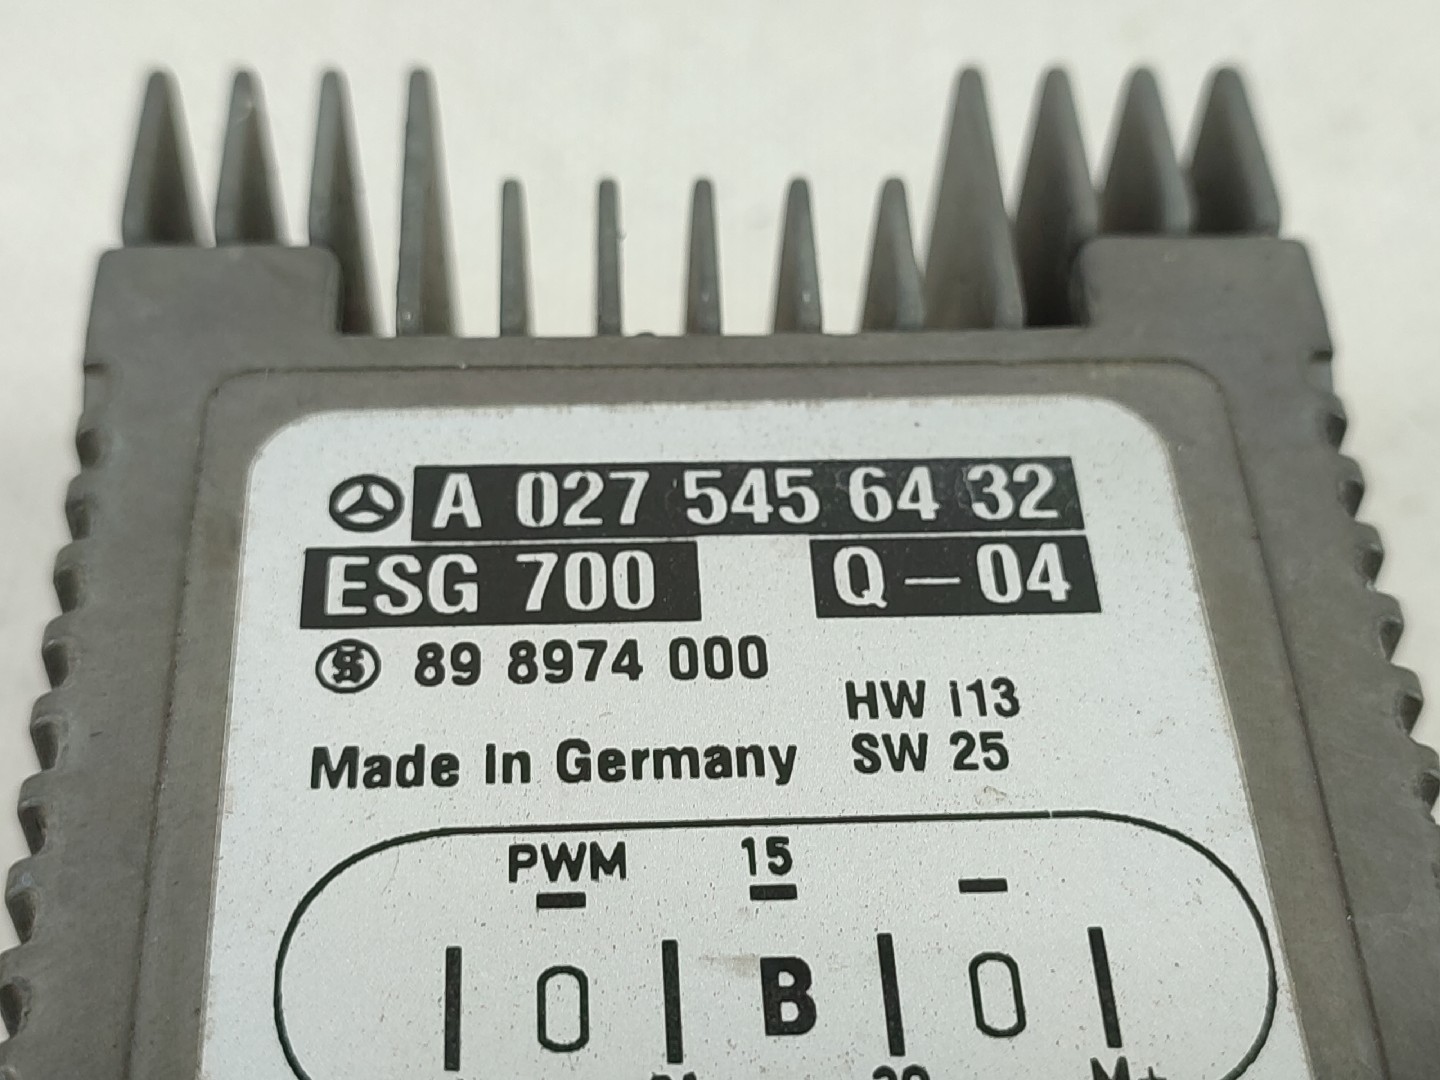 A 027 545 64 32
ESG 700 Q – 04
89 8974 000
HW i13
Made in Germany SW 25
PWM 15
B
M+